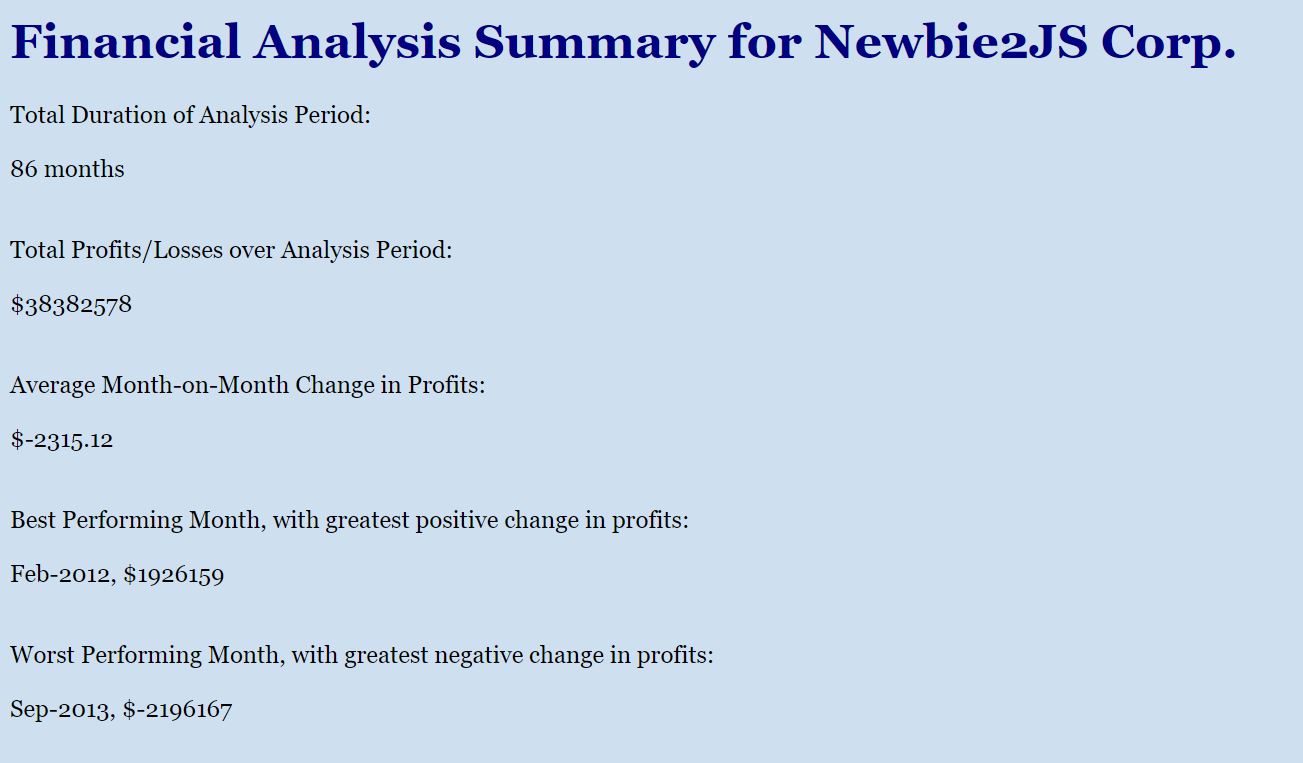 Financial Analysis Summary for Newbie2JS Corp.
Total Duration of Analysis Period:
86 months
Total Profits/Losses over Analysis Period:
$38382578
Average Month-on-Month Change in Profits:
$-2315.12
Best Performing Month, with greatest positive change in profits:
Feb-2012, $1926159
Worst Performing Month, with greatest negative change in profits:
Sep-2013, $-2196167